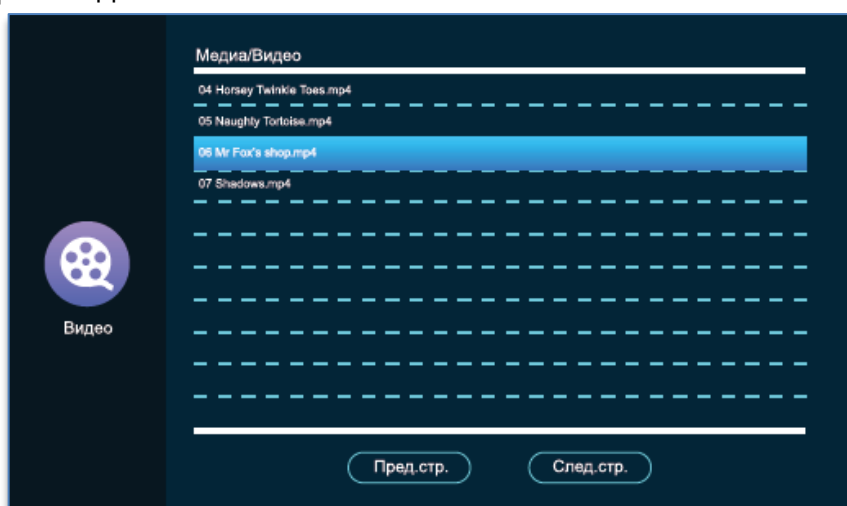 Медиа/Видео
04 Horsey Twinkle Toes.mp4
05 Naughty Tortoise.mp4
06 Mr Fox's shop.mp4
07 Shadows.mp4
Видео
Пред.стр.
След.стр.